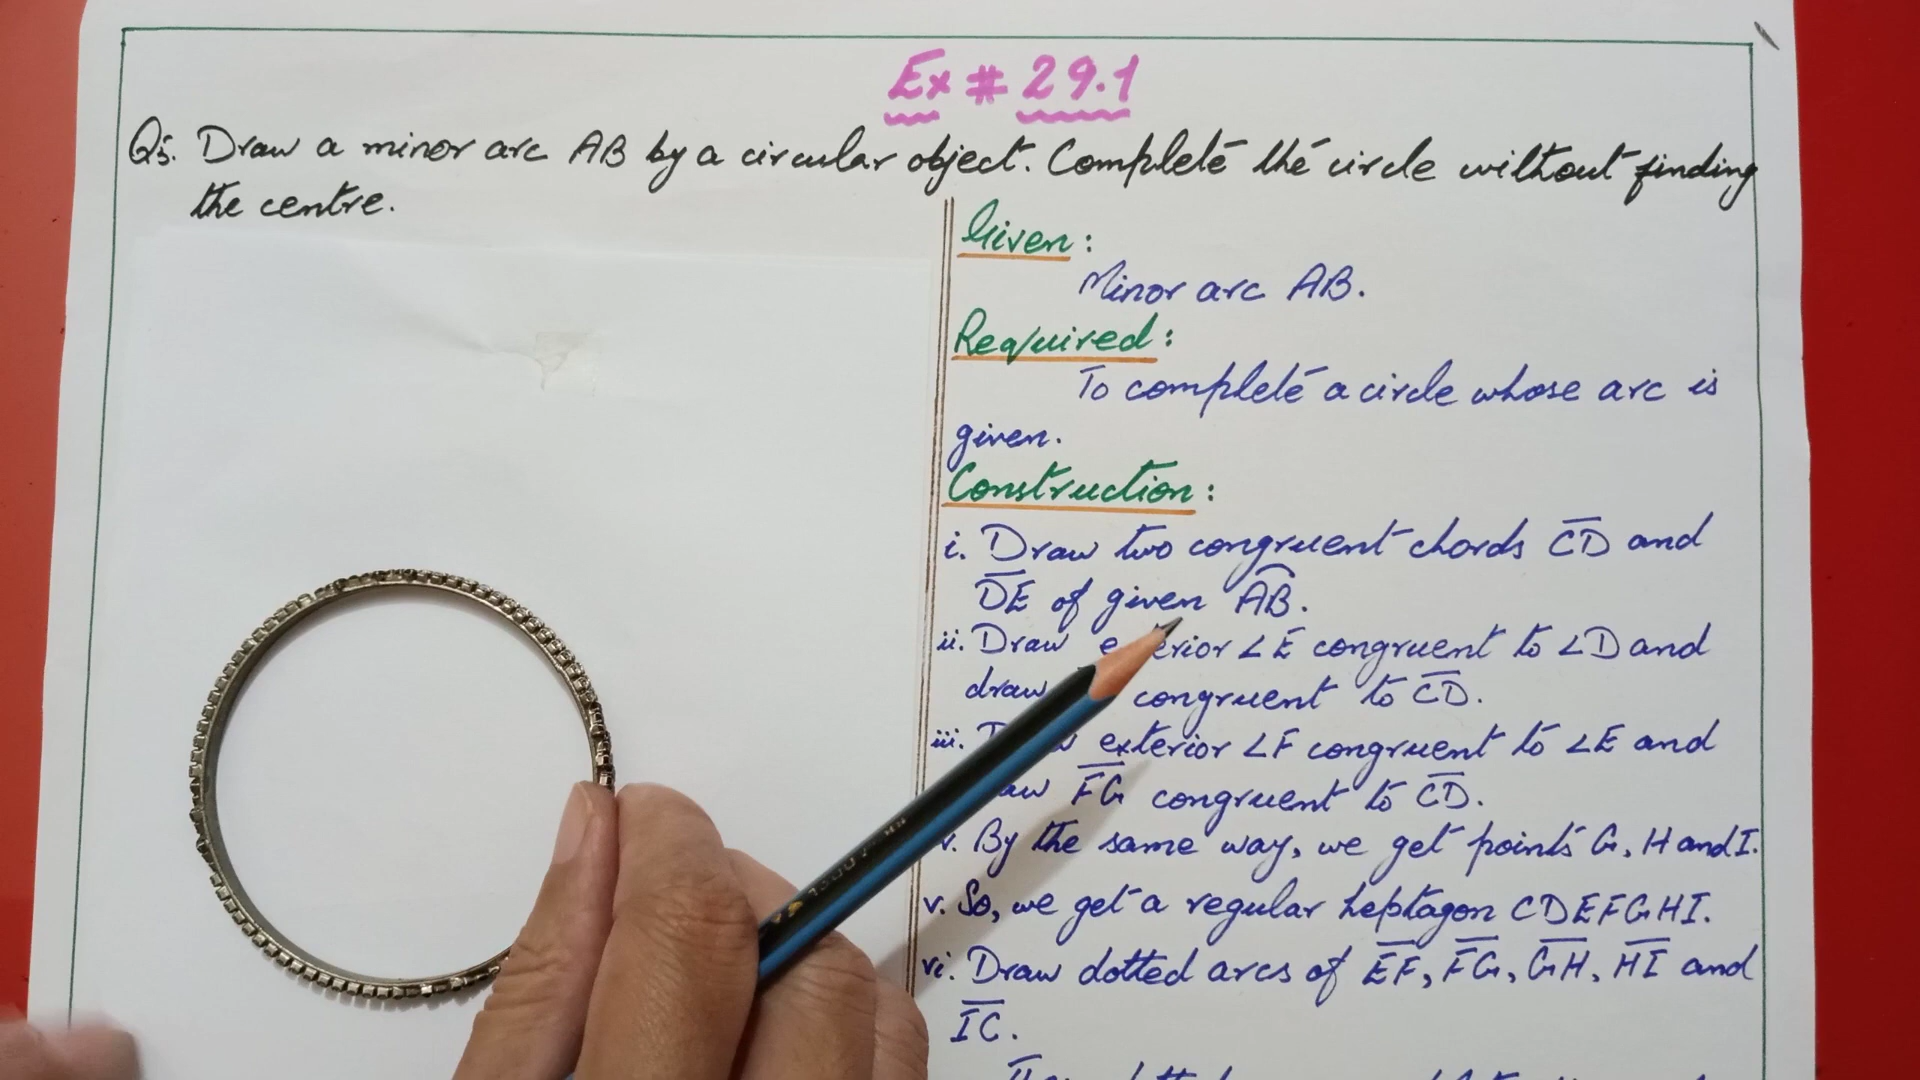 Ex # 29.1
Q5. Draw a minor arc AB by a circular object. Complete the circle without finding
the centre.
Given:
Minor arc AB.
Required:
To complete a circle whose arc is
given.
Construction:
i. Draw two congruent chords CD and
DE of given AB.
ii. Draw exterior ∠E congruent to ∠D and
draw congruent to CD.
iii. exterior ∠F congruent to ∠E and
FG congruent to CD.
v. By the same way, we get points G, H and I.
v. So, we get a regular heptagon CDEFGHI.
vi. Draw dotted arcs of EF, FG, GH, HI and
IC.